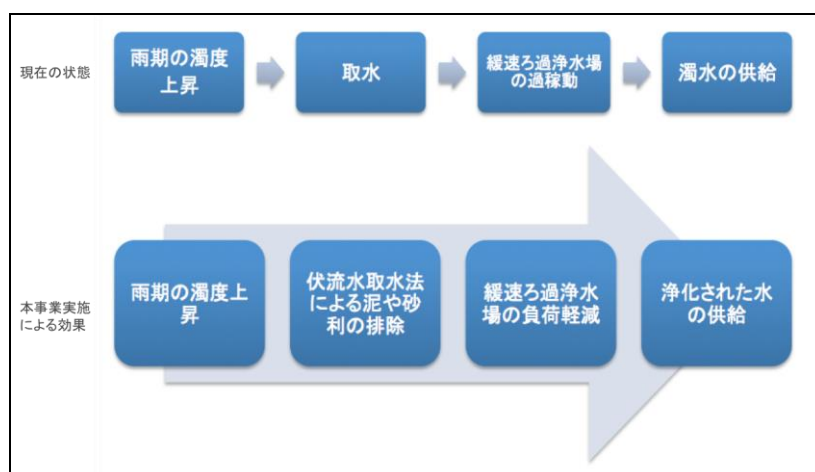 現在の状態
雨期の濁度
上昇
取水
緩速ろ過浄水場
の過稼動
濁水の供給
本事業実施
による効果
雨期の濁度上
昇
伏流水取水法
による泥や砂
利の排除
緩速ろ過浄水
場の負荷軽減
浄化された水
の供給